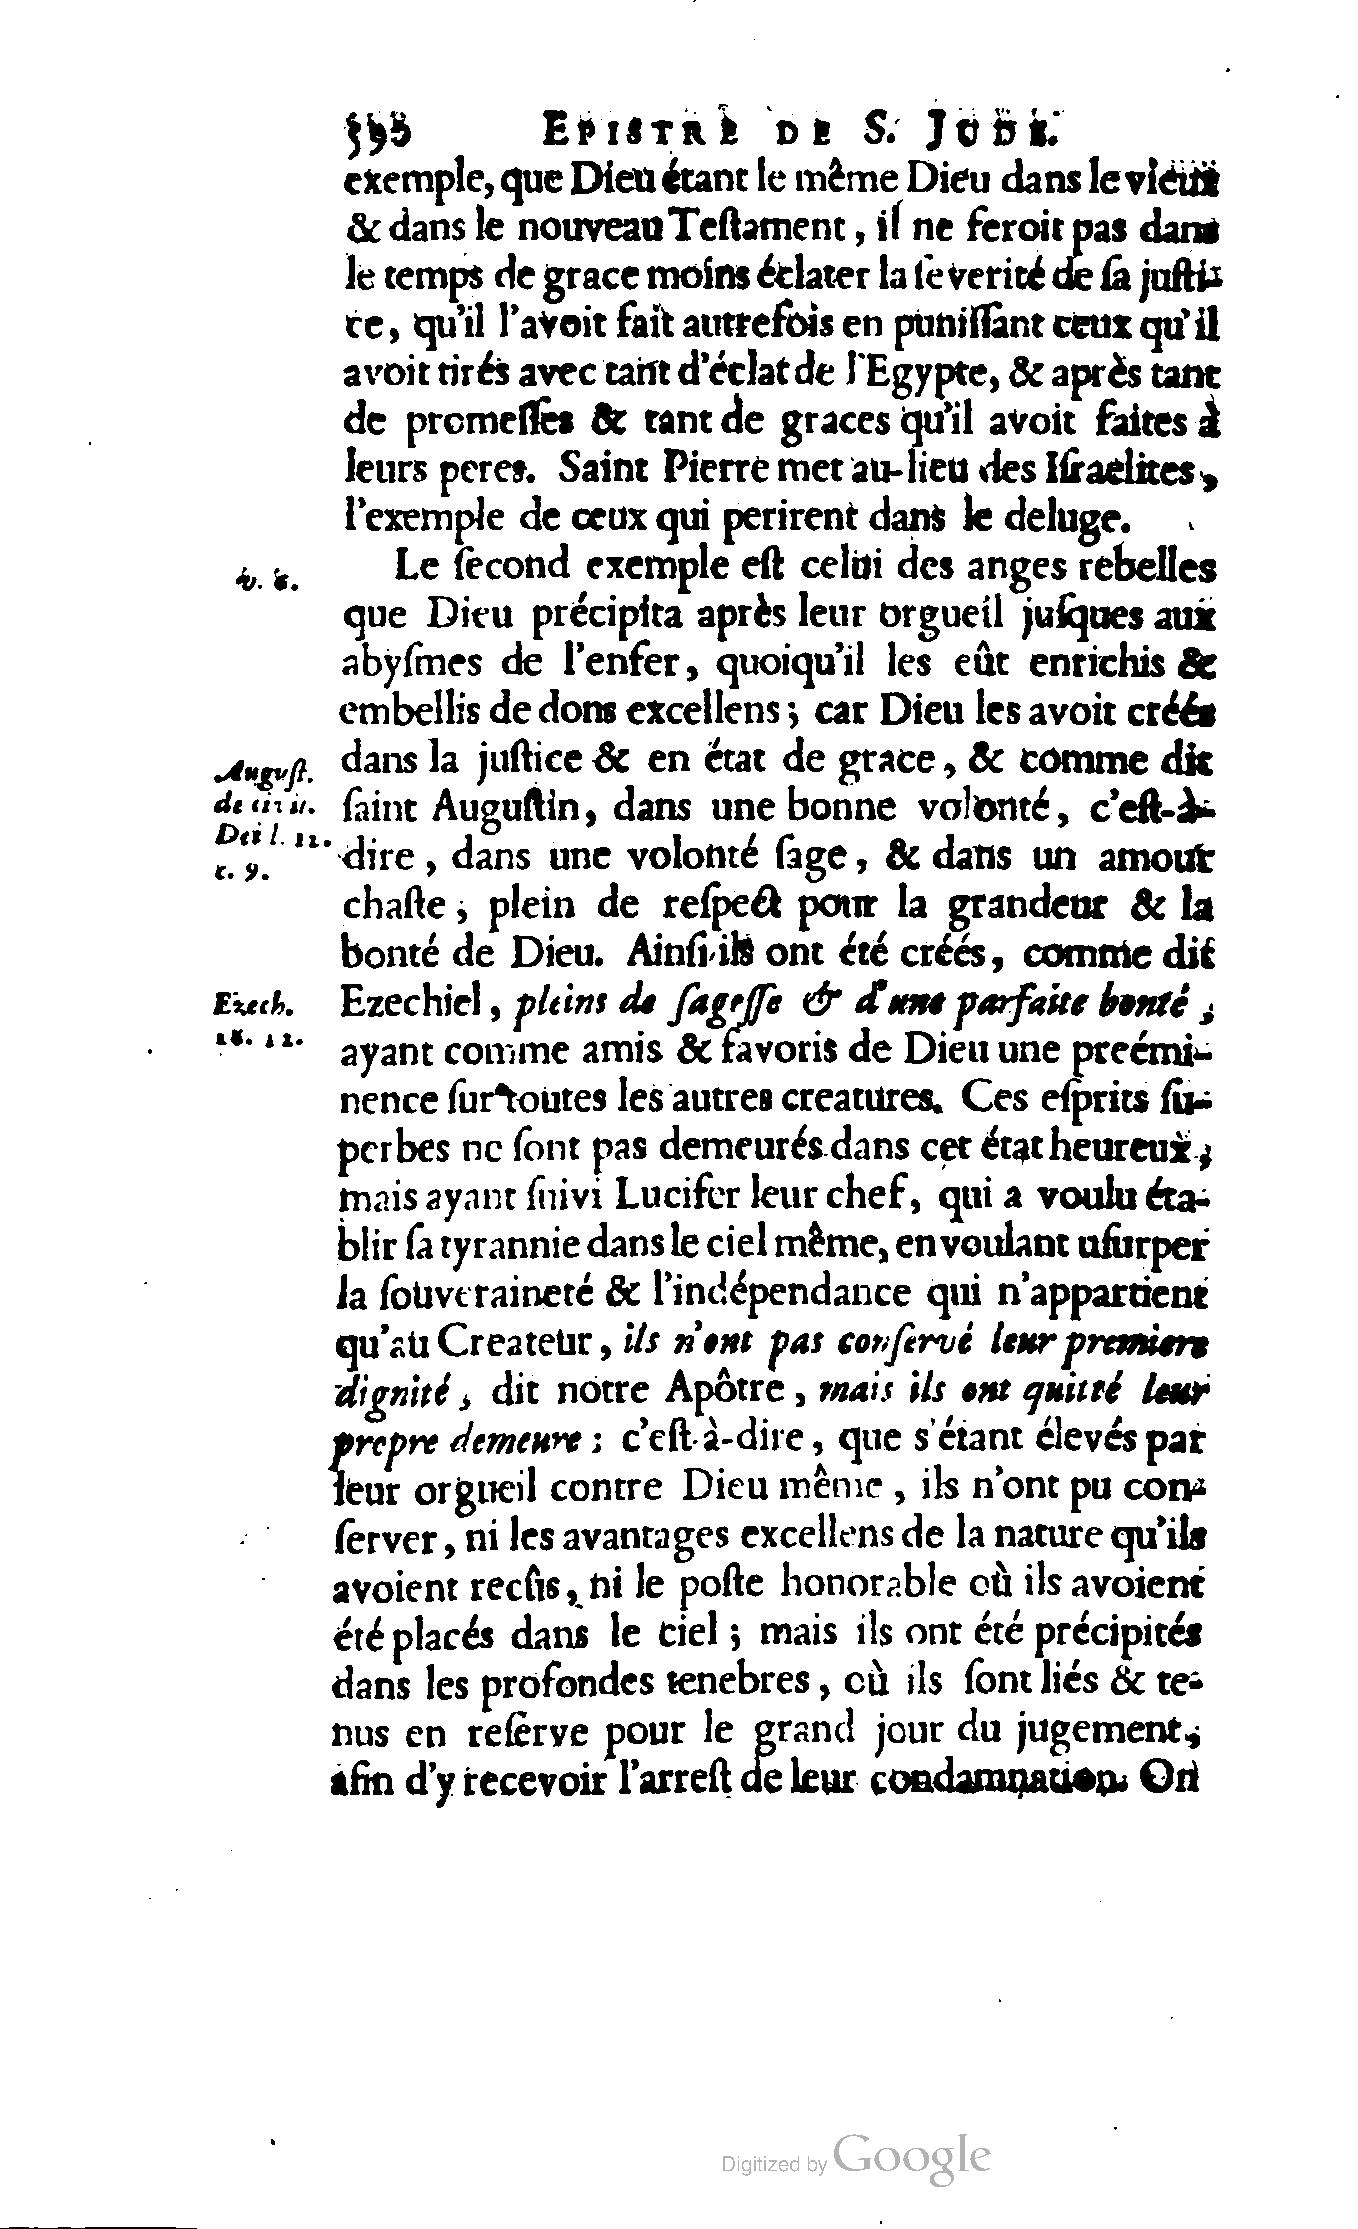 EPISTRE DE S. JUDE.
exemple, que Dieu étant le même Dieu dans le vieux
& dans le nouveau Teſtament, il ne feroit pas dans
le temps de grace moins éclater la ſeverité de ſa juſti-
ce, qu'il l'avoit fait autrefois en puniſſant ceux qu'il
avoit tirés avec tant d'éclat de l'Egypte, & après tant
de promeſſes & tant de graces qu'il avoit faites à
leurs peres. Saint Pierre met au-lieu des Iſraelites,
l'exemple de ceux qui perirent dans le deluge.
v. 6.
Le ſecond exemple eſt celui des anges rebelles
que Dieu précipita après leur orgueil juſques aux
abyſmes de l'enfer, quoiqu'il les eût enrichis &
embellis de dons excellens; car Dieu les avoit créés
Auguſt.
de civit.
Dei l. 12.
c. 9.
dans la juſtice & en état de grace, & comme dit
ſaint Auguſtin, dans une bonne volonté, c'eſt-à-
dire, dans une volonté ſage, & dans un amour
chaſte, plein de reſpect pour la grandeur & la
bonté de Dieu. Ainſi ils ont été créés, comme dit
Ezech.
28. 12.
Ezechiel, pleins de ſageſſe & d'une parfaite bonté,
ayant comme amis & favoris de Dieu une preémi-
nence ſur toutes les autres creatures. Ces eſprits ſu-
perbes ne ſont pas demeurés dans cet état heureux;
mais ayant ſuivi Lucifer leur chef, qui a voulu éta-
blir ſa tyrannie dans le ciel même, en voulant uſurper
la ſouveraineté & l'indépendance qui n'appartient
qu'au Createur, ils n'ont pas conſervé leur premiere
dignité, dit notre Apôtre, mais ils ont quitté leur
propre demeure: c'eſt-à-dire, que s'étant élevés par
leur orgueil contre Dieu même, ils n'ont pu con-
ſerver, ni les avantages excellens de la nature qu'ils
avoient recûs, ni le poſte honorable où ils avoient
été placés dans le ciel; mais ils ont été précipités
dans les profondes tenebres, où ils ſont liés & te-
nus en reſerve pour le grand jour du jugement,
afin d'y recevoir l'arreſt de leur condamnation. On
Digitized by Google